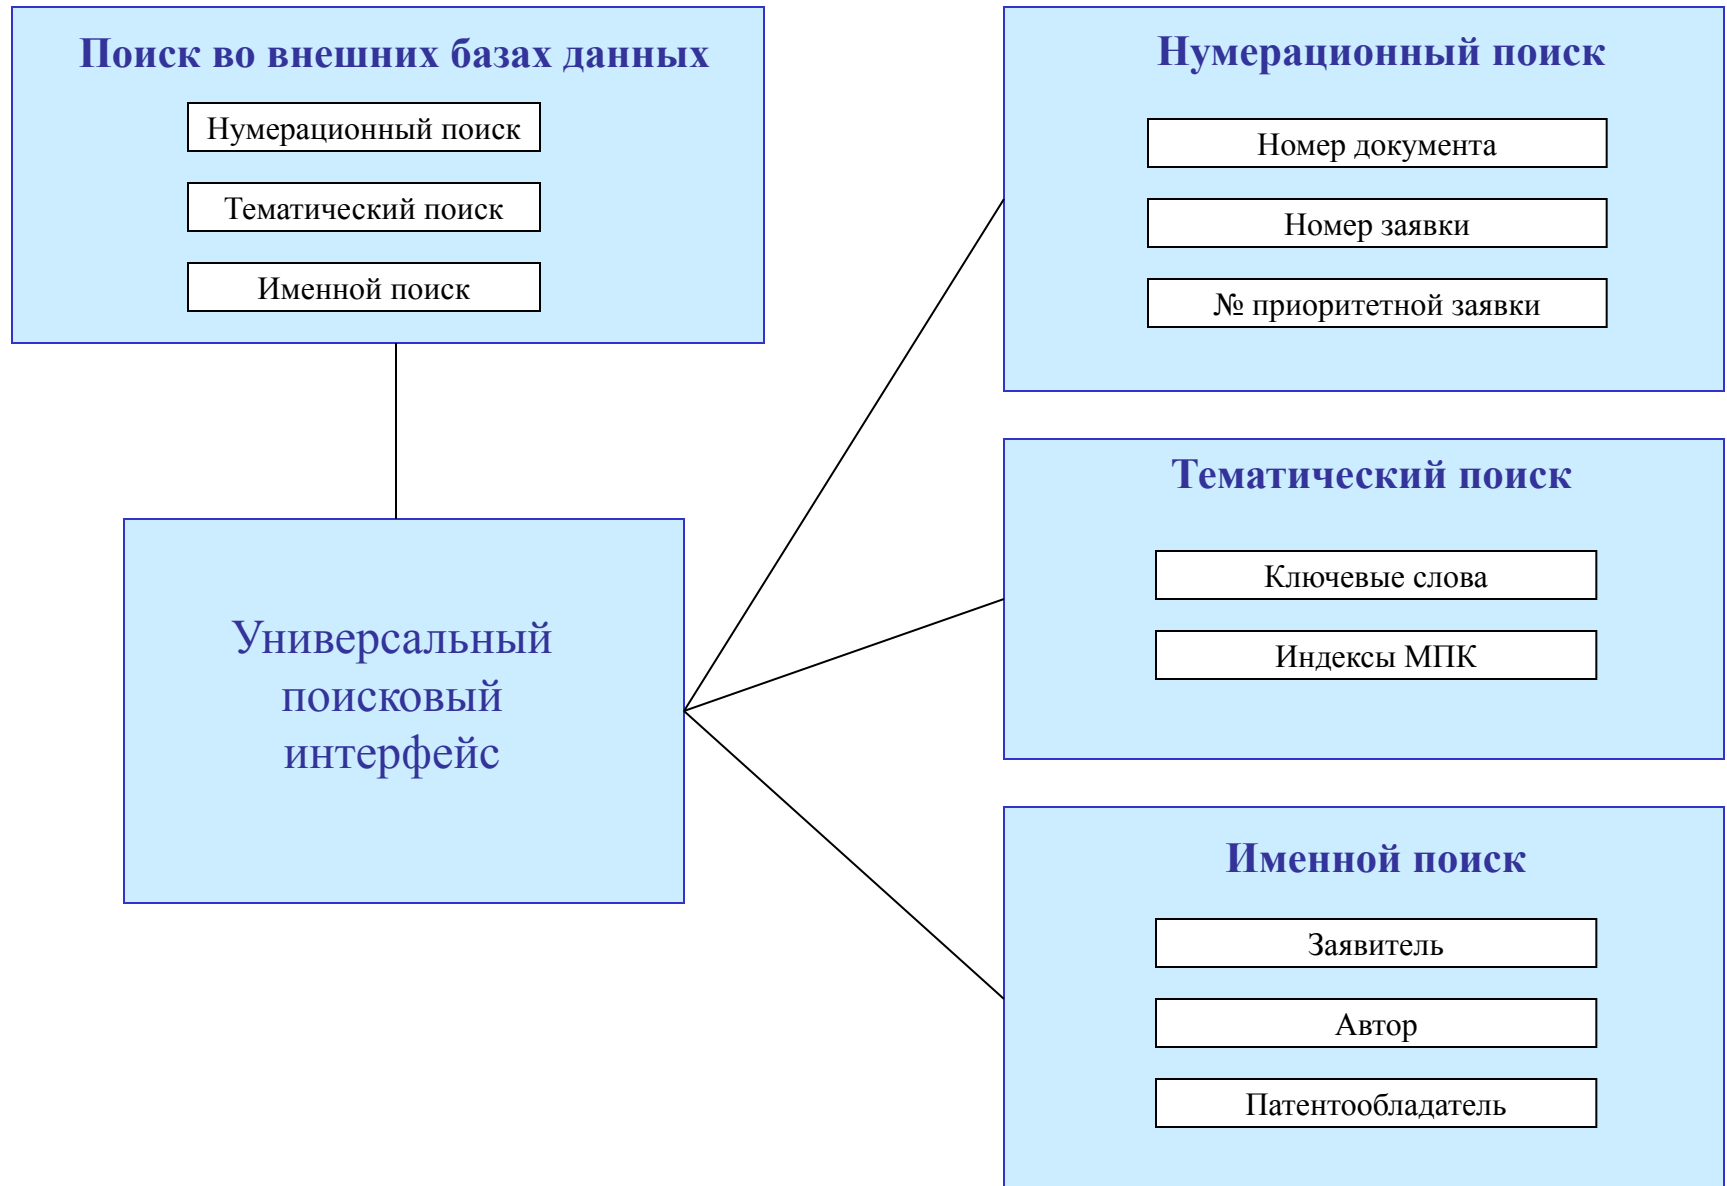 Поиск во внешних базах данных
Нумерационный поиск
Тематический поиск
Именной поиск
Универсальный
поисковый
интерфейс
Нумерационный поиск
Номер документа
Номер заявки
№ приоритетной заявки
Тематический поиск
Ключевые слова
Индексы МПК
Именной поиск
Заявитель
Автор
Патентообладатель